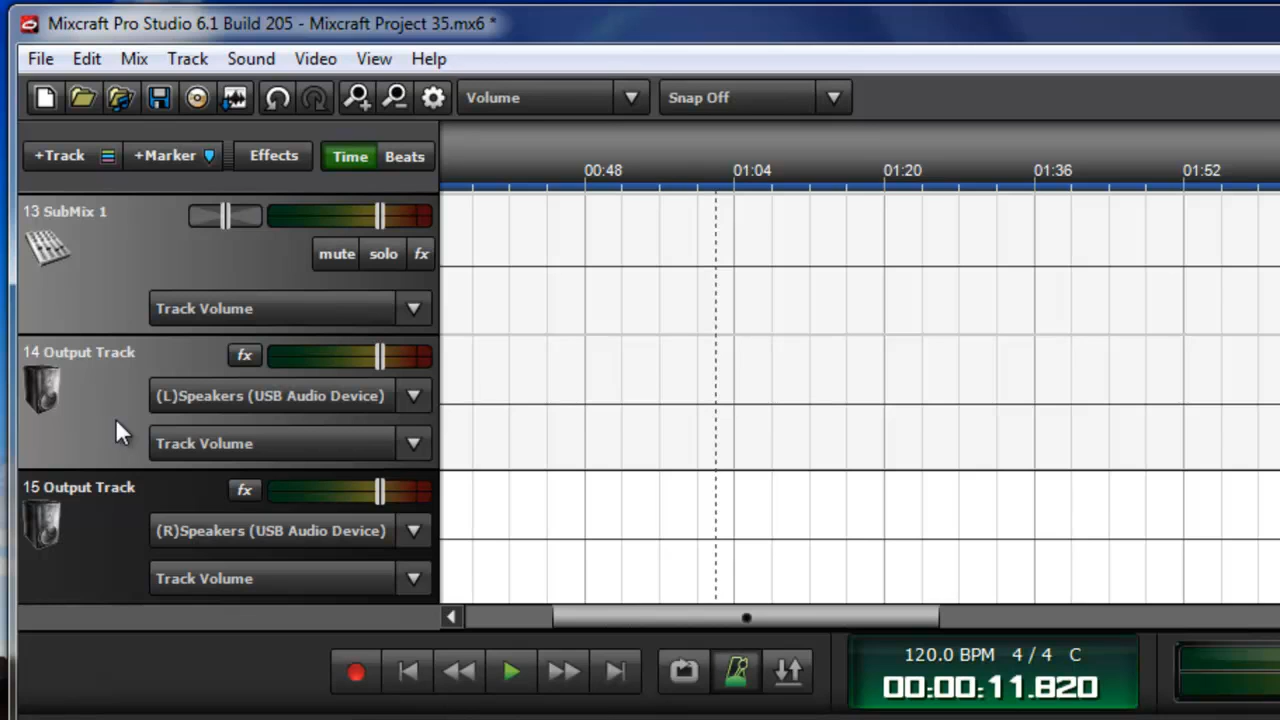 Mixcraft Pro Studio 6.1 Build 205 - Mixcraft Project 35.mx6 *
File Edit Mix Track Sound Video View Help
Volume Snap Off
+Track +Marker Effects Time Beats
00:48 01:04 01:20 01:36 01:52
13 SubMix 1
mute solo fx
Track Volume
14 Output Track fx
(L)Speakers (USB Audio Device)
Track Volume
15 Output Track fx
(R)Speakers (USB Audio Device)
Track Volume
120.0 BPM 4 / 4 C
00:00:11.820